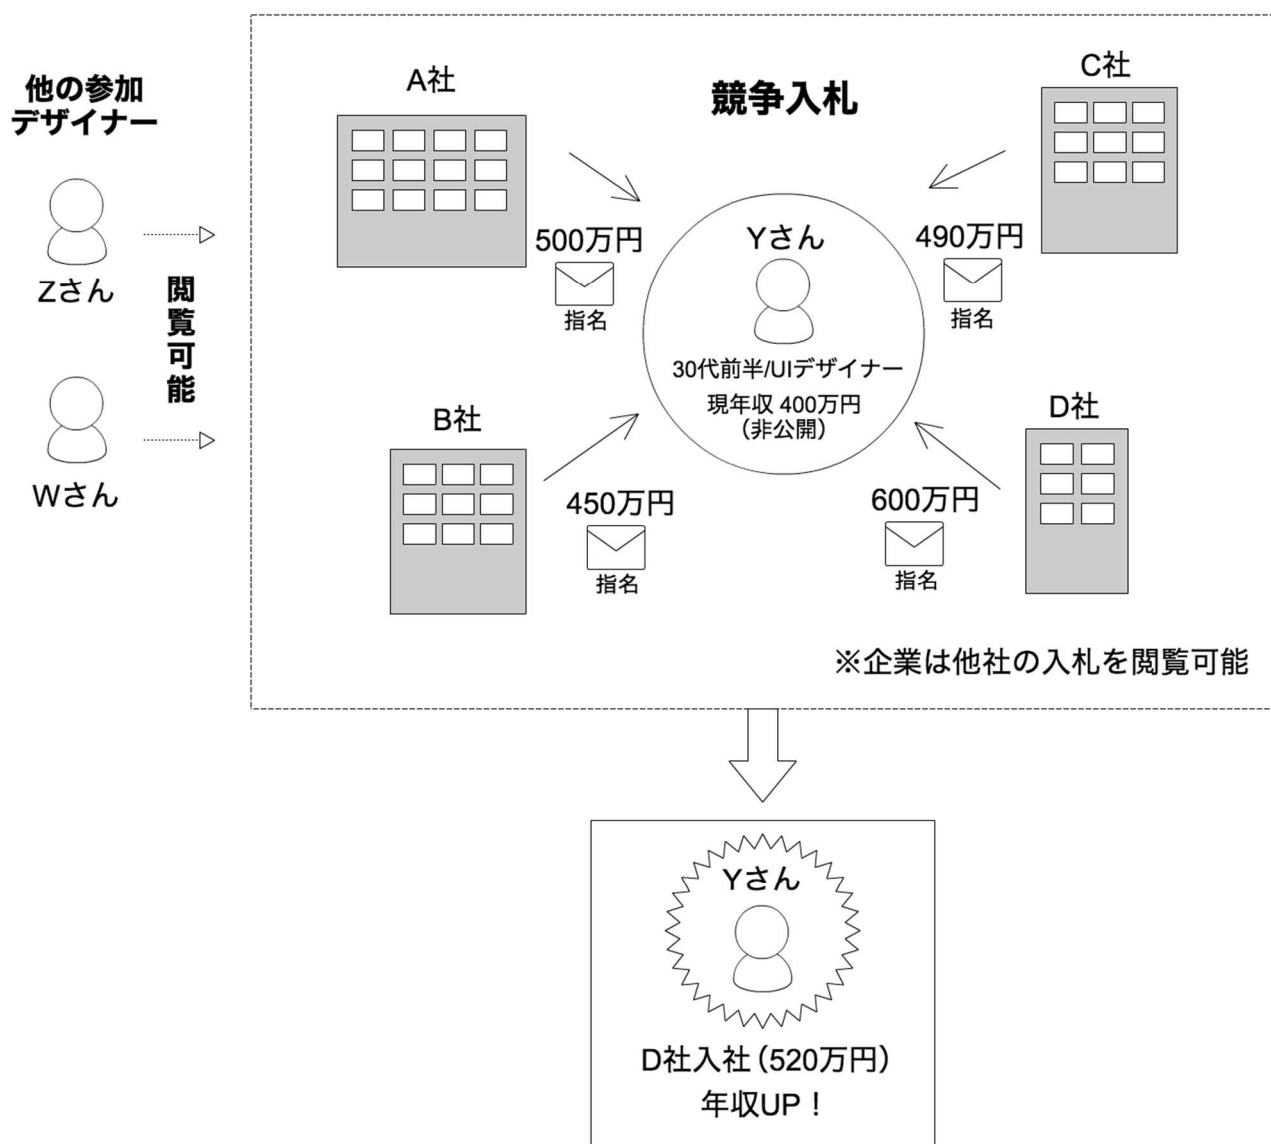 他の参加
デザイナー
Zさん
Wさん
閲覧可能
競争入札
A社
500万円
指名
C社
490万円
指名
Yさん
30代前半/UIデザイナー
現年収 400万円
（非公開）
B社
450万円
指名
D社
600万円
指名
※企業は他社の入札を閲覧可能
Yさん
D社入社（520万円）
年収UP！